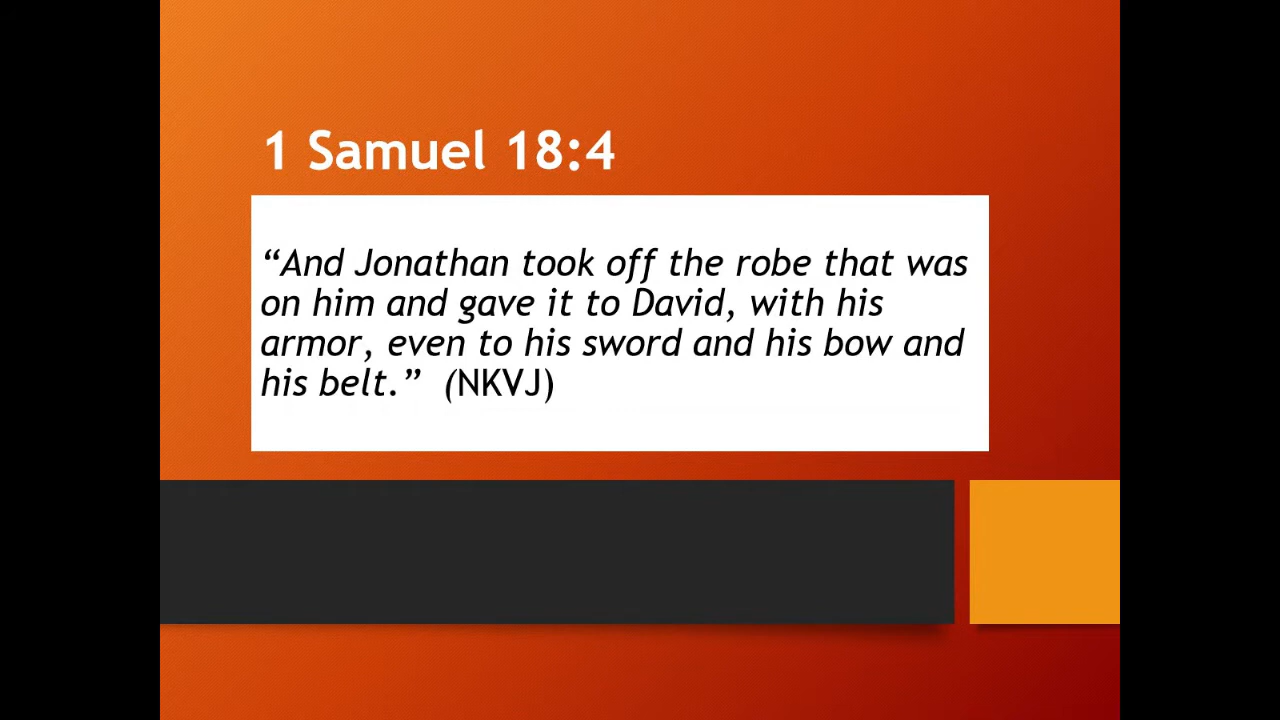 1 Samuel 18:4
“And Jonathan took off the robe that was
on him and gave it to David, with his
armor, even to his sword and his bow and
his belt.” (NKVJ)